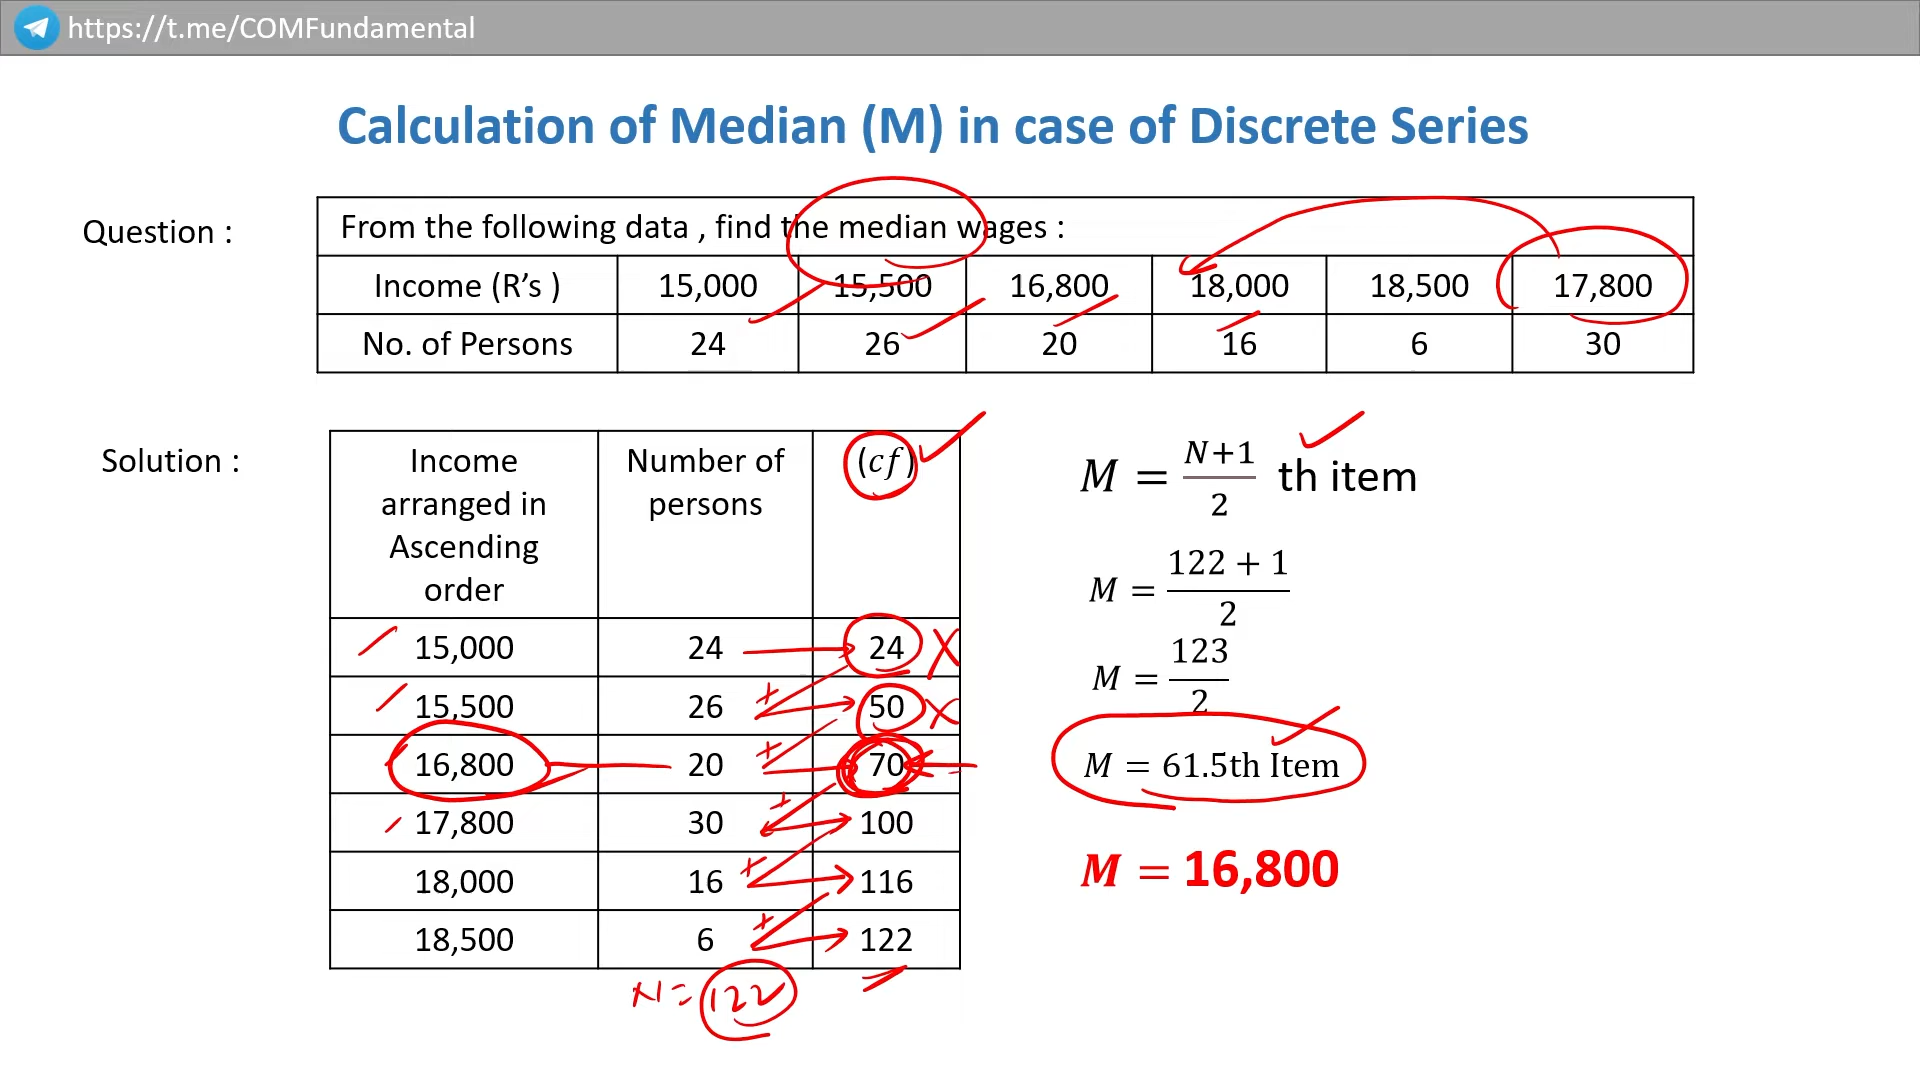 https://t.me/COMFundamental
Calculation of Median (M) in case of Discrete Series
Question :
From the following data , find the median wages :
Income (R’s ) 15,000 15,500 16,800 18,000 18,500 17,800
No. of Persons 24 26 20 16 6 30
Solution :
Income arranged in Ascending order Number of persons (cf)
15,000 24 24
15,500 26 50
16,800 20 70
17,800 30 100
18,000 16 116
18,500 6 122
N = 122
M = N+1/2 th item
M = 122 + 1/2
M = 123/2
M = 61.5th Item
M = 16,800